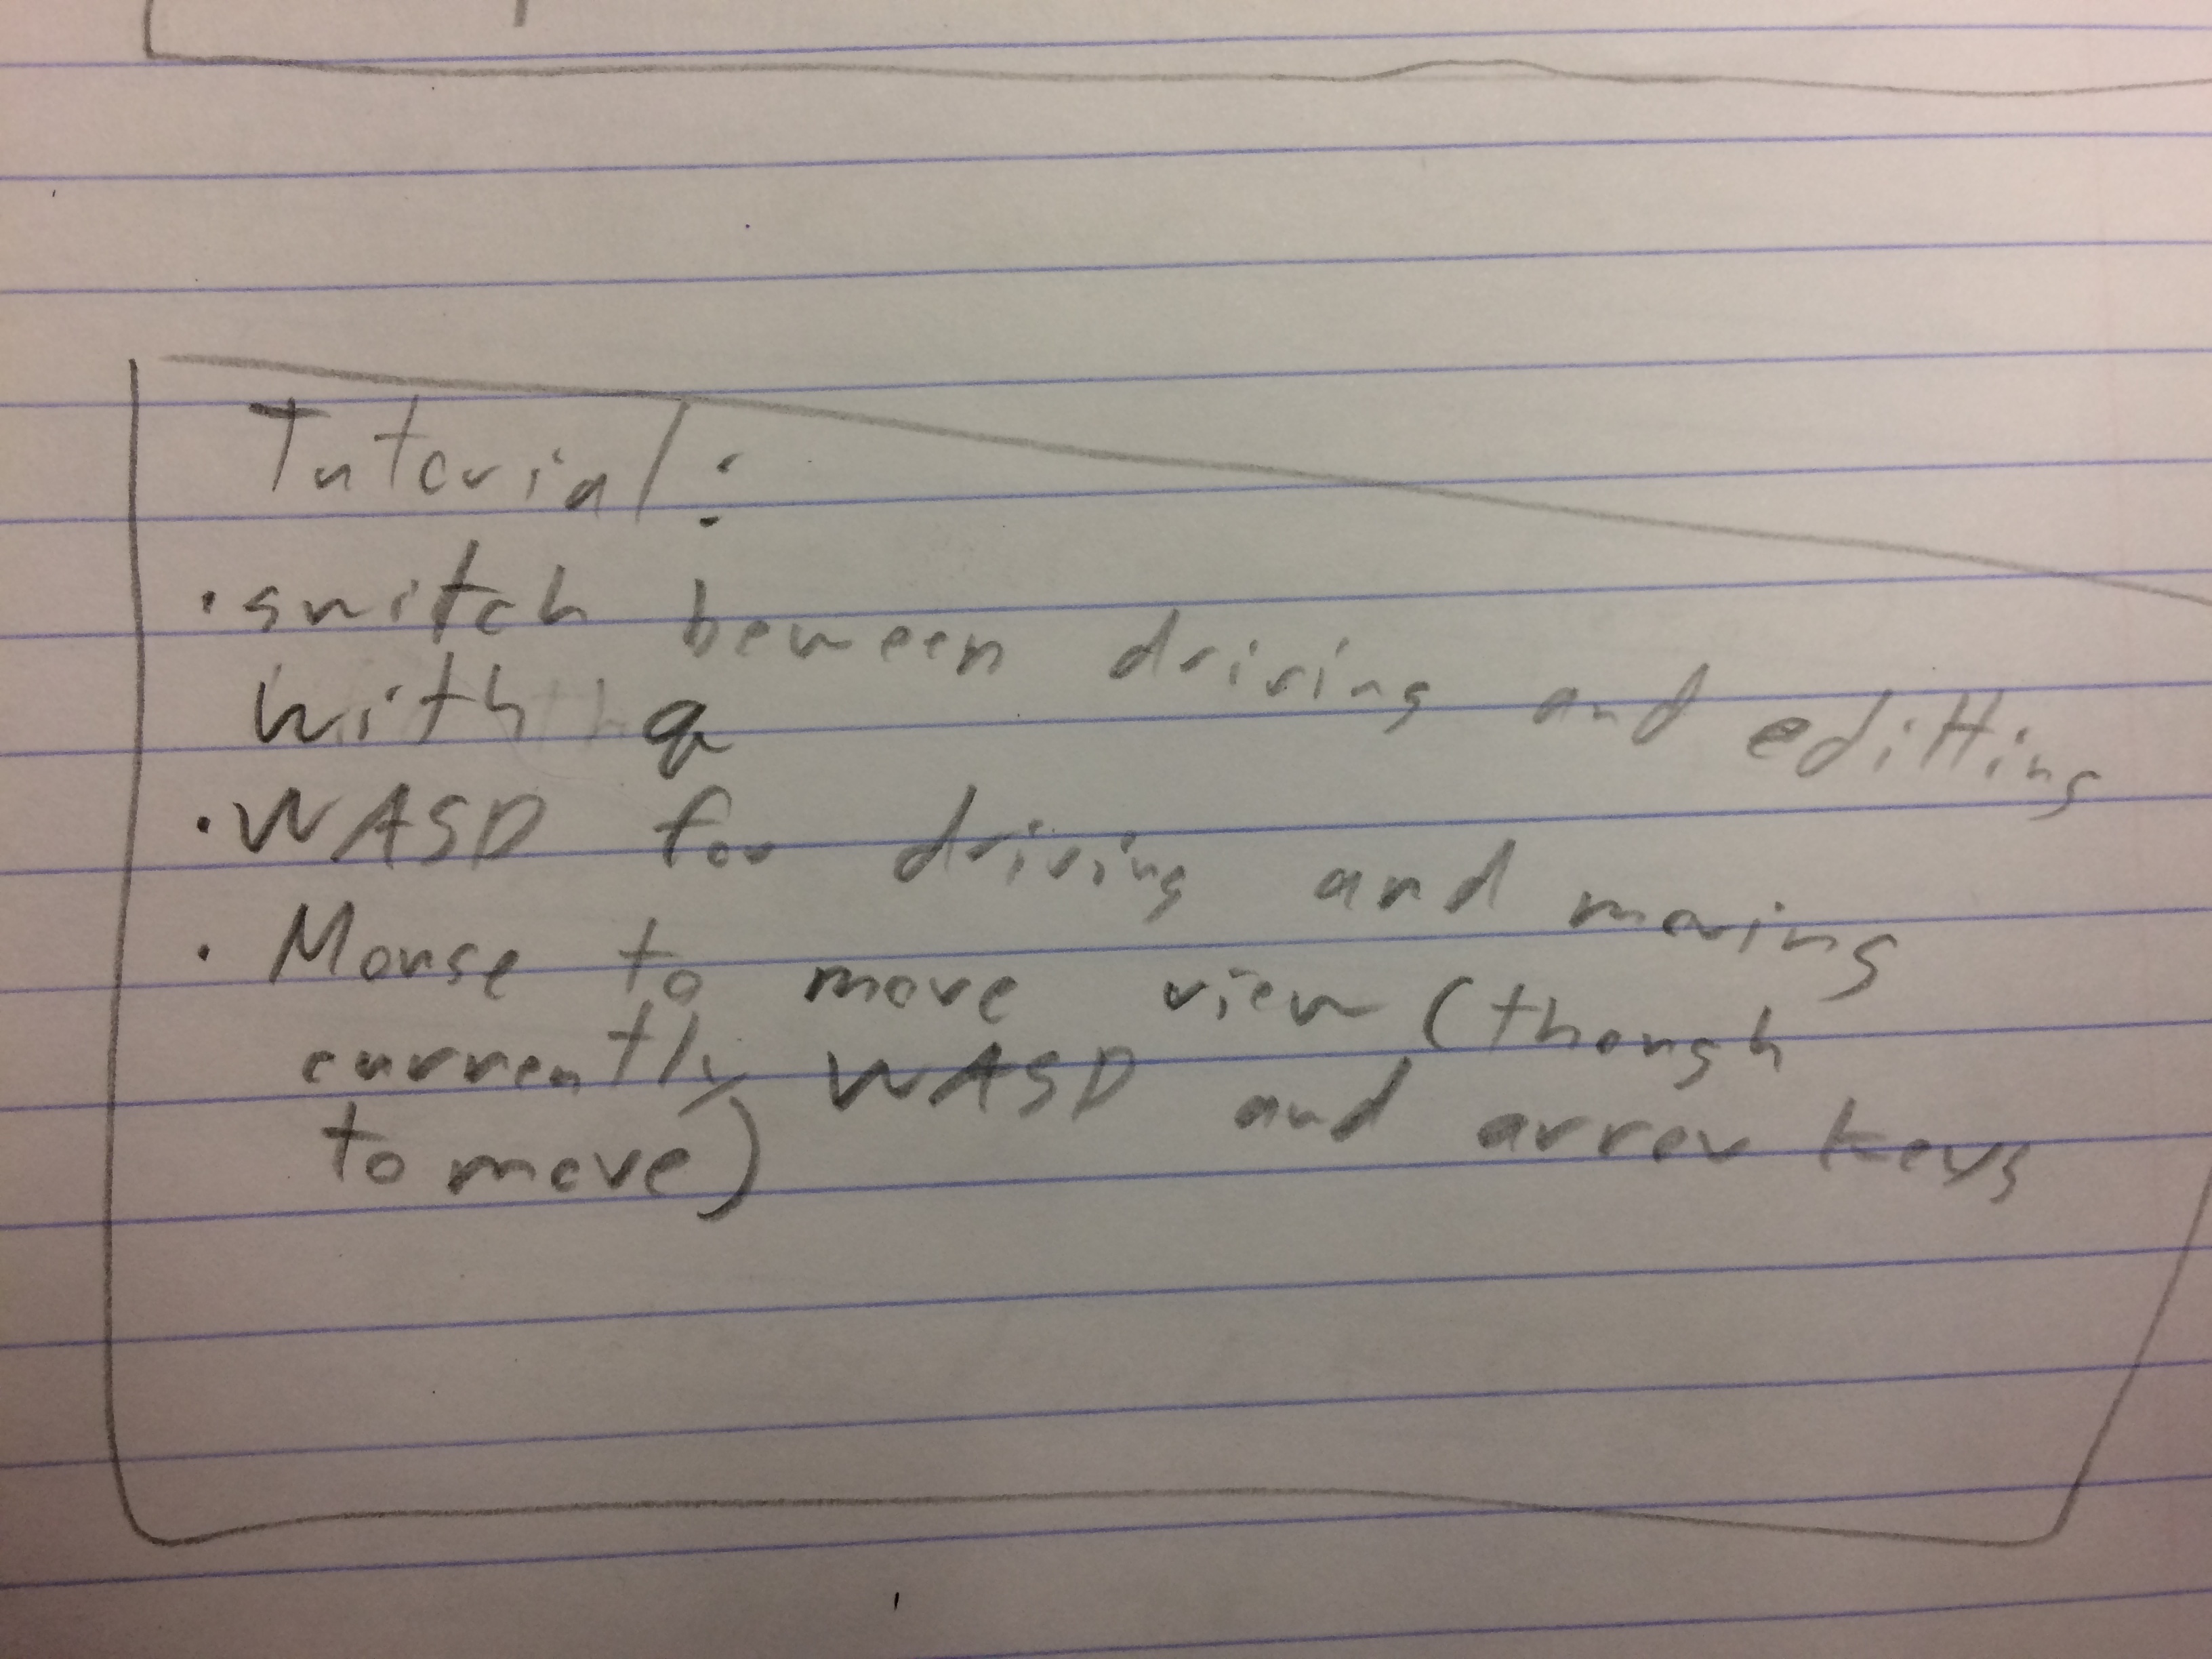 Tutorial:
• switch beween driving and editting
with q
• WASD for driving and moving
• Mouse to move view (though
currently WASD and arrow keys
to move)